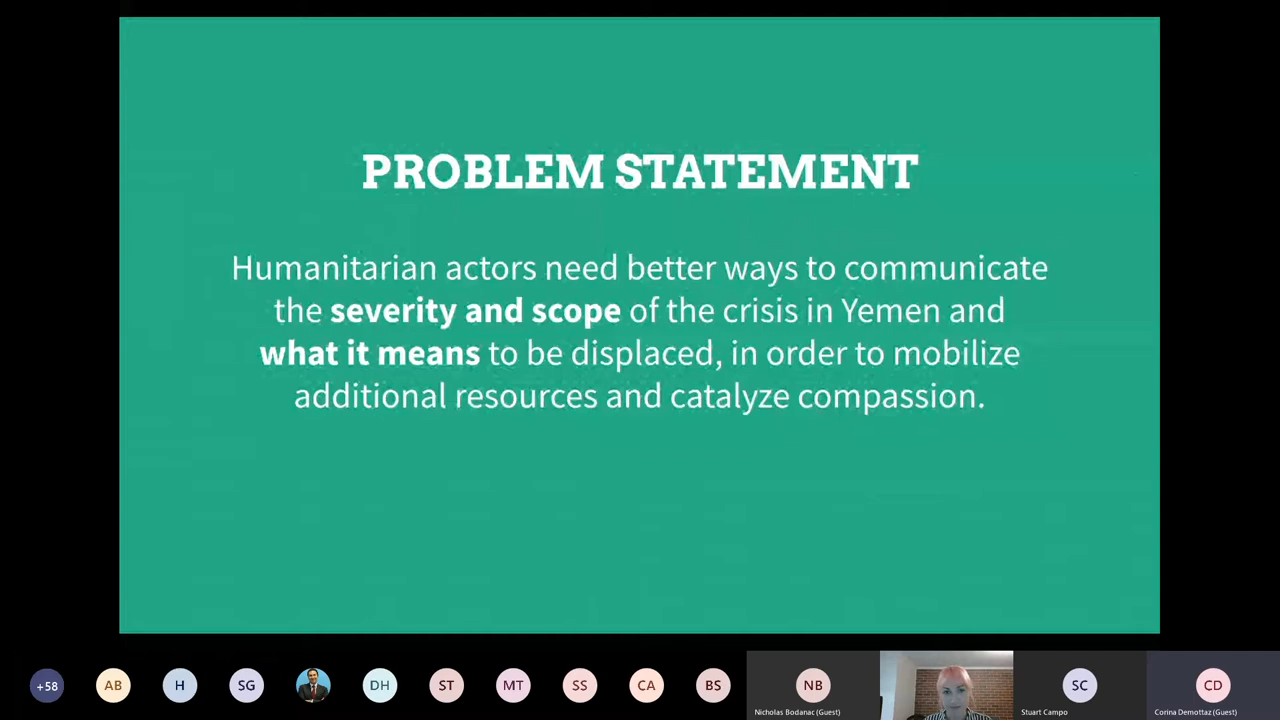 PROBLEM STATEMENT
Humanitarian actors need better ways to communicate
the severity and scope of the crisis in Yemen and
what it means to be displaced, in order to mobilize
additional resources and catalyze compassion.
+58
AB
H
SG
DH
ST
MT
SS
CA
BS
NB
SC
CD
Nicholas Bodanac (Guest)
Stuart Campo
Corina Demottaz (Guest)